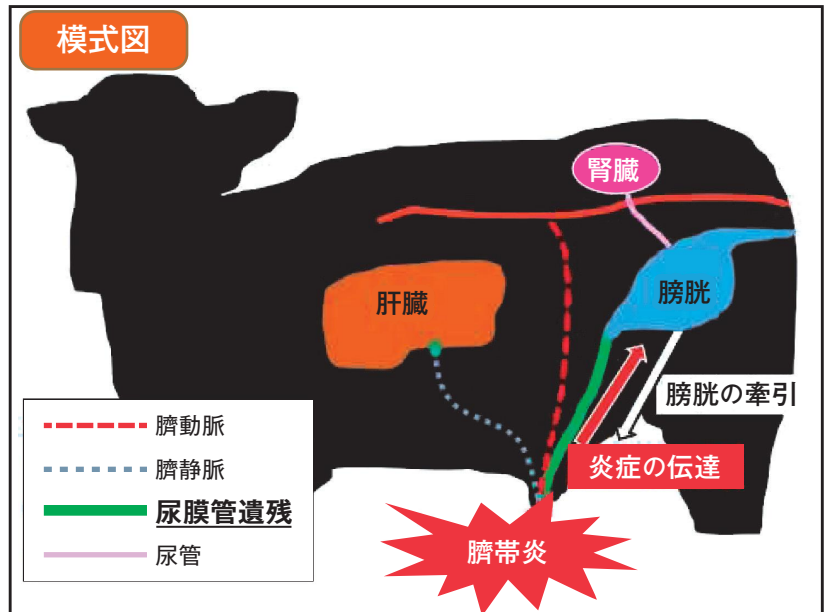 模式図
腎臓
肝臓
膀胱
膀胱の牽引
炎症の伝達
臍動脈
臍静脈
尿膜管遺残
尿管
臍帯炎